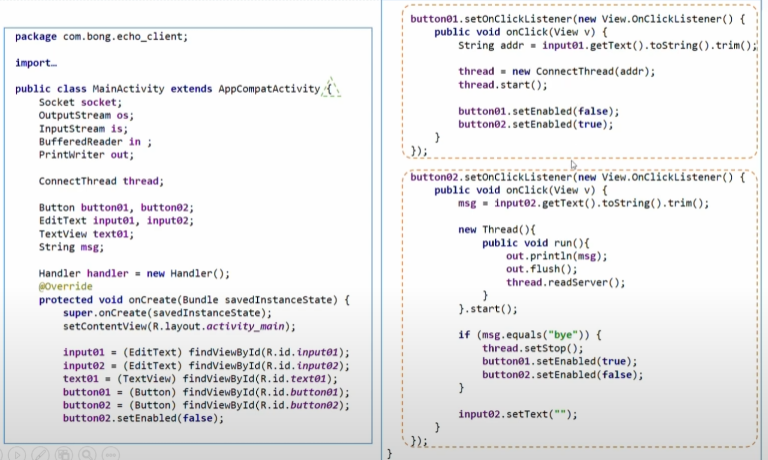 package com.bong.echo_client;

import…

public class MainActivity extends AppCompatActivity {
    Socket socket;
    OutputStream os;
    InputStream is;
    BufferedReader in ;
    PrintWriter out;

    ConnectThread thread;

    Button button01, button02;
    EditText input01, input02;
    TextView text01;
    String msg;

    Handler handler = new Handler();
    @Override
    protected void onCreate(Bundle savedInstanceState) {
        super.onCreate(savedInstanceState);
        setContentView(R.layout.activity_main);

        input01 = (EditText) findViewById(R.id.input01);
        input02 = (EditText) findViewById(R.id.input02);
        text01 = (TextView) findViewById(R.id.text01);
        button01 = (Button) findViewById(R.id.button01);
        button02 = (Button) findViewById(R.id.button02);
        button02.setEnabled(false);

button01.setOnClickListener(new View.OnClickListener() {
    public void onClick(View v) {
        String addr = input01.getText().toString().trim();

        thread = new ConnectThread(addr);
        thread.start();

        button01.setEnabled(false);
        button02.setEnabled(true);
    }
});

button02.setOnClickListener(new View.OnClickListener() {
    public void onClick(View v) {
        msg = input02.getText().toString().trim();

        new Thread(){
            public void run(){
                out.println(msg);
                out.flush();
                thread.readServer();
            }
        }.start();

        if (msg.equals("bye")) {
            thread.setStop();
            button01.setEnabled(true);
            button02.setEnabled(false);
        }

        input02.setText("");
    }
});
}